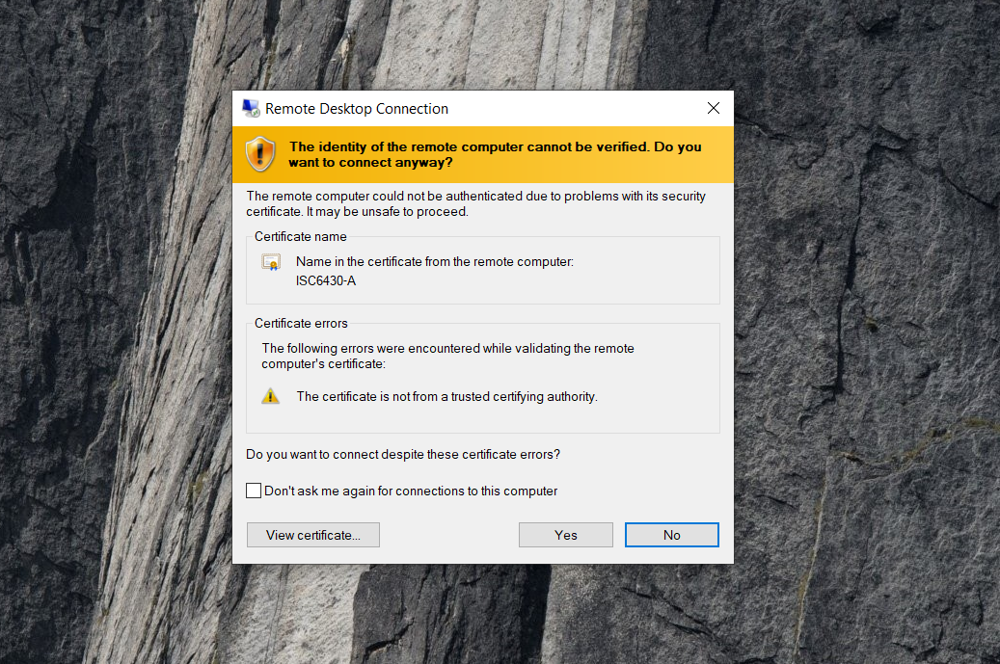 Remote Desktop Connection
The identity of the remote computer cannot be verified. Do you
want to connect anyway?
The remote computer could not be authenticated due to problems with its security
certificate. It may be unsafe to proceed.
Certificate name
Name in the certificate from the remote computer:
ISC6430-A
Certificate errors
The following errors were encountered while validating the remote
computer's certificate:
The certificate is not from a trusted certifying authority.
Do you want to connect despite these certificate errors?
Don't ask me again for connections to this computer
View certificate...
Yes
No